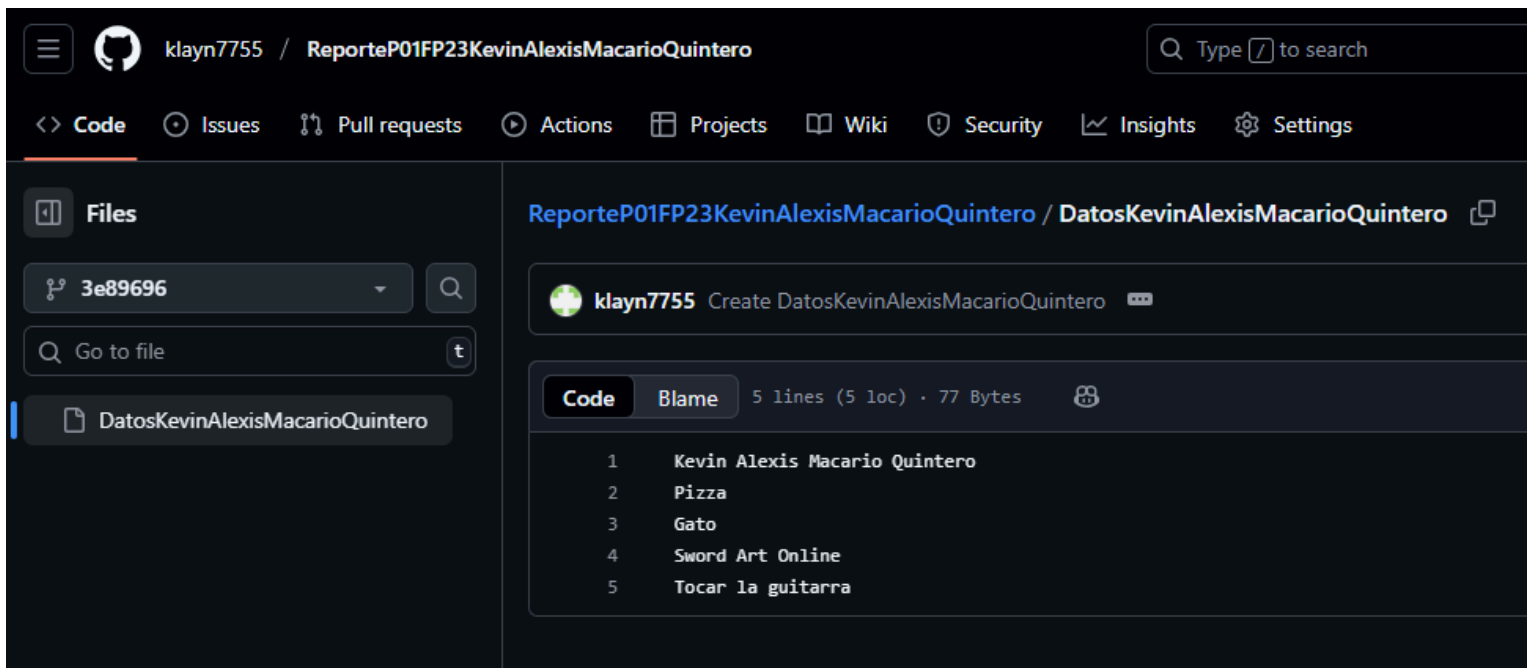 klayn7755 / ReporteP01FP23KevinAlexisMacarioQuintero
Type / to search
<> Code Issues Pull requests Actions Projects Wiki Security Insights Settings
Files
3e89696
Go to file t
DatosKevinAlexisMacarioQuintero
ReporteP01FP23KevinAlexisMacarioQuintero / DatosKevinAlexisMacarioQuintero
klayn7755 Create DatosKevinAlexisMacarioQuintero
Code Blame 5 lines (5 loc) · 77 Bytes
1 Kevin Alexis Macario Quintero
2 Pizza
3 Gato
4 Sword Art Online
5 Tocar la guitarra